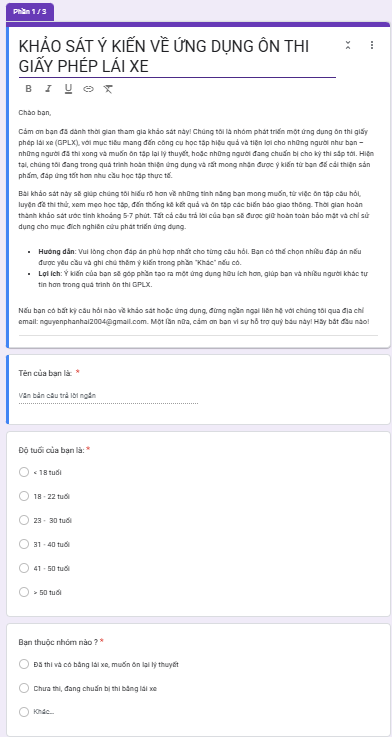 Phần 1 / 3
KHẢO SÁT Ý KIẾN VỀ ỨNG DỤNG ÔN THI
GIẤY PHÉP LÁI XE
B I U
Chào bạn,
Cảm ơn bạn đã dành thời gian tham gia khảo sát này! Chúng tôi là nhóm phát triển một ứng dụng ôn thi giấy
phép lái xe (GPLX), với mục tiêu mang đến công cụ học tập hiệu quả và tiện lợi cho những người như bạn –
những người đã thi xong và muốn ôn tập lại lý thuyết, hoặc những người đang chuẩn bị cho kỳ thi sắp tới. Hiện
tại, chúng tôi đang trong quá trình hoàn thiện ứng dụng và rất mong nhận được ý kiến từ bạn để cải thiện sản
phẩm, đáp ứng tốt hơn nhu cầu học tập thực tế.
Bài khảo sát này sẽ giúp chúng tôi hiểu rõ hơn về những tính năng bạn mong muốn, từ việc ôn tập câu hỏi,
luyện đề thi thử, xem mẹo học tập, đến thống kê kết quả và ôn tập các biển báo giao thông. Thời gian hoàn
thành khảo sát ước tính khoảng 5-7 phút. Tất cả câu trả lời của bạn sẽ được giữ hoàn toàn bảo mật và chỉ sử
dụng cho mục đích nghiên cứu phát triển ứng dụng.
• Hướng dẫn: Vui lòng chọn đáp án phù hợp nhất cho từng câu hỏi. Bạn có thể chọn nhiều đáp án nếu
được yêu cầu và ghi chú thêm ý kiến trong phần "Khác" nếu có.
• Lợi ích: Ý kiến của bạn sẽ góp phần tạo ra một ứng dụng hữu ích hơn, giúp bạn và nhiều người khác tự
tin hơn trong kỳ thi GPLX.
Nếu bạn có bất kỳ câu hỏi nào về khảo sát hoặc ứng dụng, đừng ngần ngại liên hệ với chúng tôi qua địa chỉ
email: nguyenphanhai2004@gmail.com. Một lần nữa, cảm ơn bạn vì sự hỗ trợ quý báu này! Hãy bắt đầu nào!
Tên của bạn là: *
Văn bản câu trả lời ngắn
Độ tuổi của bạn là: *
< 18 tuổi
18 - 22 tuổi
23 - 30 tuổi
31 - 40 tuổi
41 - 50 tuổi
> 50 tuổi
Bạn thuộc nhóm nào ? *
Đã thi và có bằng lái xe, muốn ôn lại lý thuyết
Chưa thi, đang chuẩn bị thi bằng lái xe
Khác...